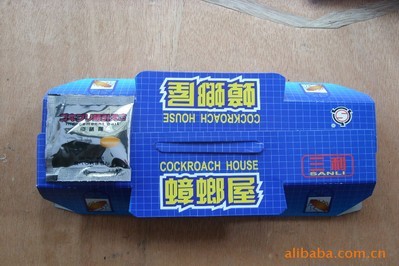 蟑螂屋
COCKROACH HOUSE
COCKROACH HOUSE
蟑螂屋
三利
SANLI
S
alibaba.com.cn